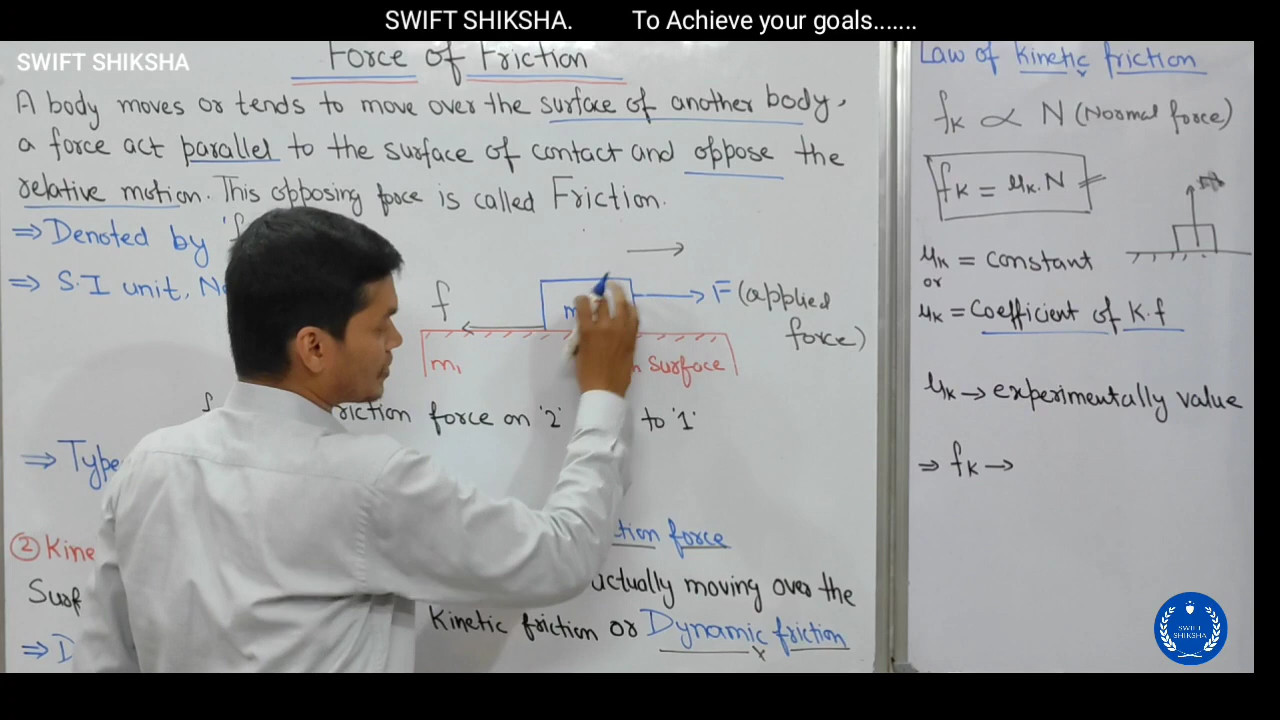 SWIFT SHIKSHA. To Achieve your goals.......
SWIFT SHIKSHA
Force of Friction
A body moves or tends to move over the surface of another body,
a force act parallel to the surface of contact and oppose the
relative motion. This opposing force is called Friction.
⇒ Denoted by 'f
⇒ S.I unit,
f
F (applied
force)
m₁
surface
friction force on '2' to '1'
⇒ Type
② Kine
force
Surf actually moving over the
Kinetic friction or Dynamic friction
⇒ D
Law of kinetic friction
fk ∝ N (Normal force)
fk = μk.N
μk = constant
or
μk = Coefficient of K.f
μk → experimentally value
⇒ fk →
SWIFT
SHIKSHA